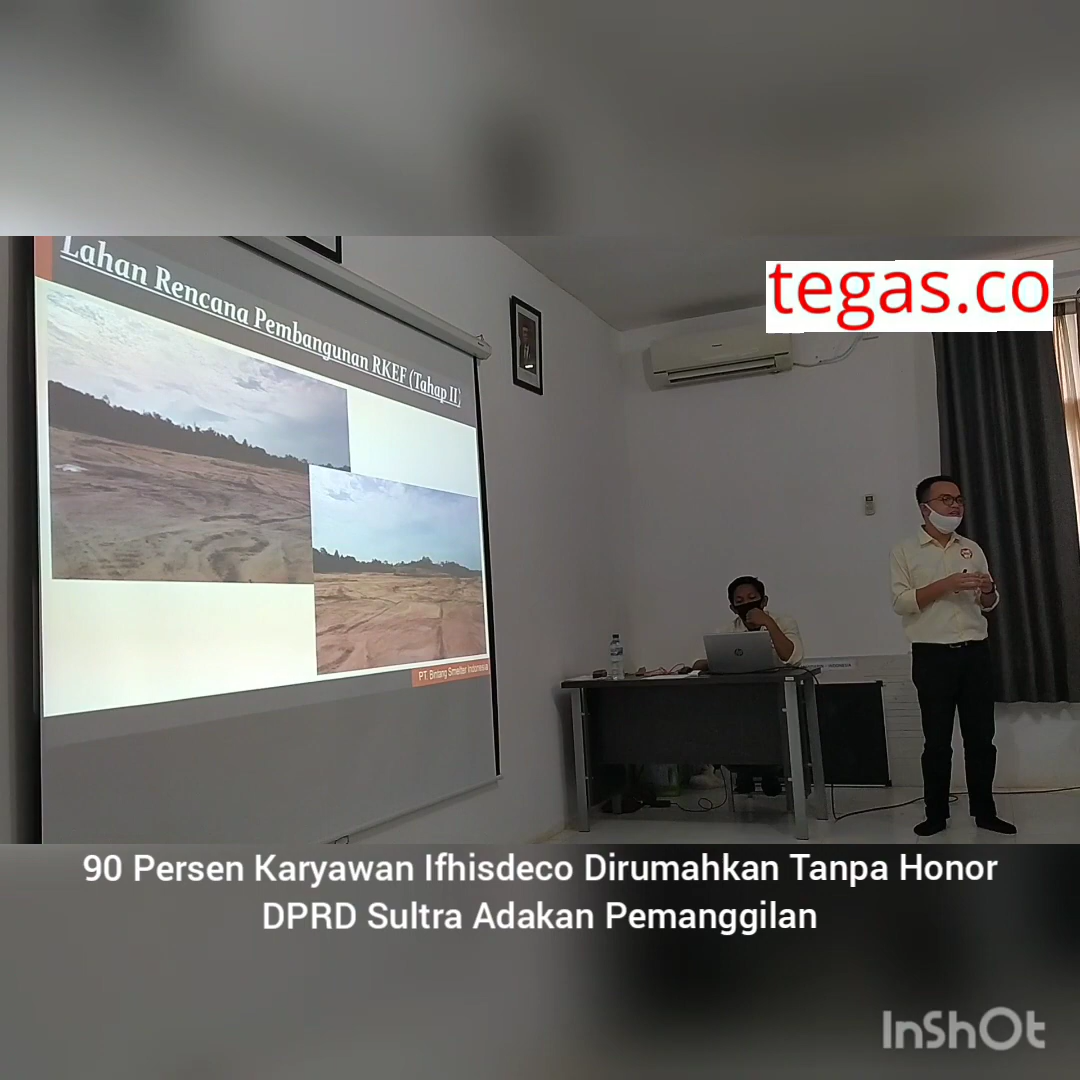 tegas.co
Lahan Rencana Pembangunan RKEF (Tahap II)
PT. Bintang Smelter Indonesia
hp
90 Persen Karyawan Ifhisdeco Dirumahkan Tanpa Honor
DPRD Sultra Adakan Pemanggilan
InShOt